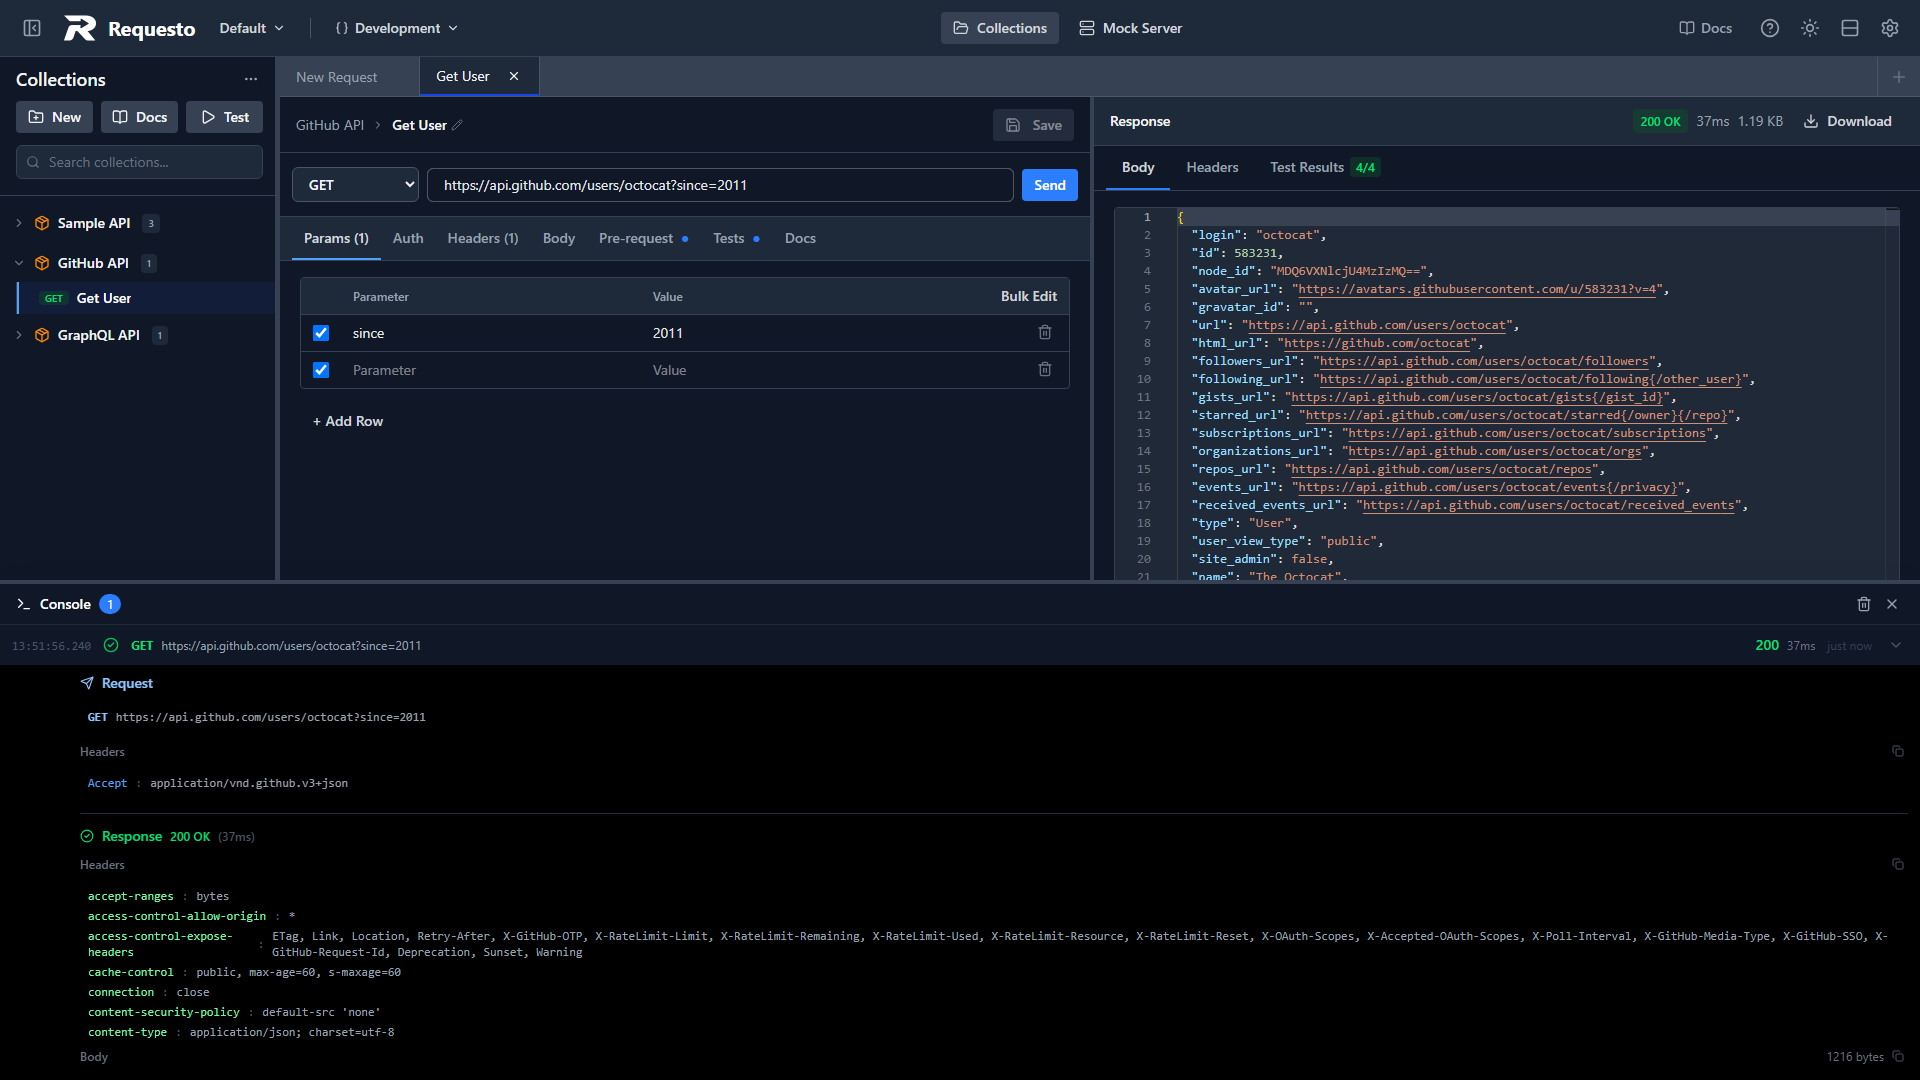 Requesto
Default
{ } Development
Collections
Mock Server
Docs
Collections
New
Docs
Test
Search collections...
Sample API 3
GitHub API 1
GET Get User
GraphQL API 1
New Request
Get User
GitHub API > Get User
Save
GET
https://api.github.com/users/octocat?since=2011
Send
Params (1)
Auth
Headers (1)
Body
Pre-request
Tests
Docs
Parameter
Value
Bulk Edit
since
2011
Parameter
Value
+ Add Row
Response
200 OK
37ms
1.19 KB
Download
Body
Headers
Test Results 4/4
1 {
2 "login": "octocat",
3 "id": 583231,
4 "node_id": "MDQ6VXNlcjU4MzIzMQ==",
5 "avatar_url": "https://avatars.githubusercontent.com/u/583231?v=4",
6 "gravatar_id": "",
7 "url": "https://api.github.com/users/octocat",
8 "html_url": "https://github.com/octocat",
9 "followers_url": "https://api.github.com/users/octocat/followers",
10 "following_url": "https://api.github.com/users/octocat/following{/other_user}",
11 "gists_url": "https://api.github.com/users/octocat/gists{/gist_id}",
12 "starred_url": "https://api.github.com/users/octocat/starred{/owner}{/repo}",
13 "subscriptions_url": "https://api.github.com/users/octocat/subscriptions",
14 "organizations_url": "https://api.github.com/users/octocat/orgs",
15 "repos_url": "https://api.github.com/users/octocat/repos",
16 "events_url": "https://api.github.com/users/octocat/events{/privacy}",
17 "received_events_url": "https://api.github.com/users/octocat/received_events",
18 "type": "User",
19 "user_view_type": "public",
20 "site_admin": false,
21 "name": "The Octocat",
Console 1
13:51:56.240 GET https://api.github.com/users/octocat?since=2011
200 37ms just now
Request
GET https://api.github.com/users/octocat?since=2011
Headers
Accept : application/vnd.github.v3+json
Response 200 OK (37ms)
Headers
accept-ranges : bytes
access-control-allow-origin : *
access-control-expose-headers : ETag, Link, Location, Retry-After, X-GitHub-OTP, X-RateLimit-Limit, X-RateLimit-Remaining, X-RateLimit-Used, X-RateLimit-Resource, X-RateLimit-Reset, X-OAuth-Scopes, X-Accepted-OAuth-Scopes, X-Poll-Interval, X-GitHub-Media-Type, X-GitHub-SSO, X-
GitHub-Request-Id, Deprecation, Sunset, Warning
cache-control : public, max-age=60, s-maxage=60
connection : close
content-security-policy : default-src 'none'
content-type : application/json; charset=utf-8
Body
1216 bytes